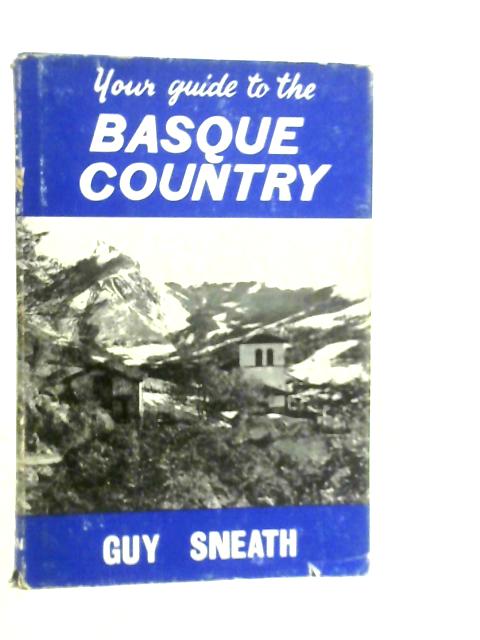 Your guide to the
BASQUE
COUNTRY
GUY SNEATH